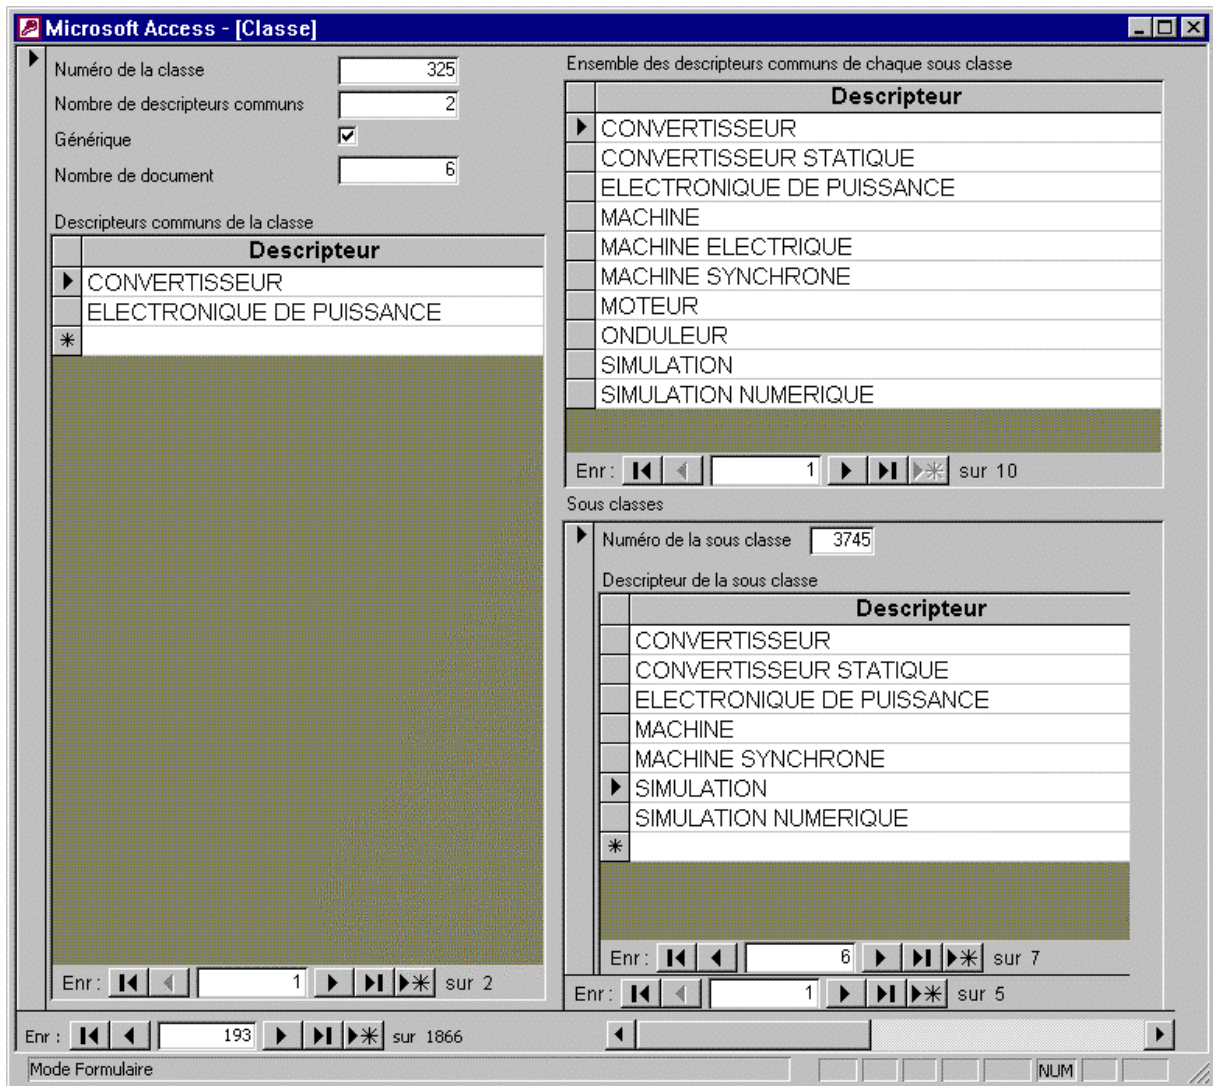 Microsoft Access - [Classe]
Numéro de la classe 325
Nombre de descripteurs communs 2
Générique
Nombre de document 6
Descripteurs communs de la classe
Descripteur
CONVERTISSEUR
ELECTRONIQUE DE PUISSANCE
Enr : 1 sur 2
Ensemble des descripteurs communs de chaque sous classe
Descripteur
CONVERTISSEUR
CONVERTISSEUR STATIQUE
ELECTRONIQUE DE PUISSANCE
MACHINE
MACHINE ELECTRIQUE
MACHINE SYNCHRONE
MOTEUR
ONDULEUR
SIMULATION
SIMULATION NUMERIQUE
Enr : 1 sur 10
Sous classes
Numéro de la sous classe 3745
Descripteur de la sous classe
Descripteur
CONVERTISSEUR
CONVERTISSEUR STATIQUE
ELECTRONIQUE DE PUISSANCE
MACHINE
MACHINE SYNCHRONE
SIMULATION
SIMULATION NUMERIQUE
Enr : 6 sur 7
Enr : 1 sur 5
Enr : 193 sur 1866
Mode Formulaire NUM